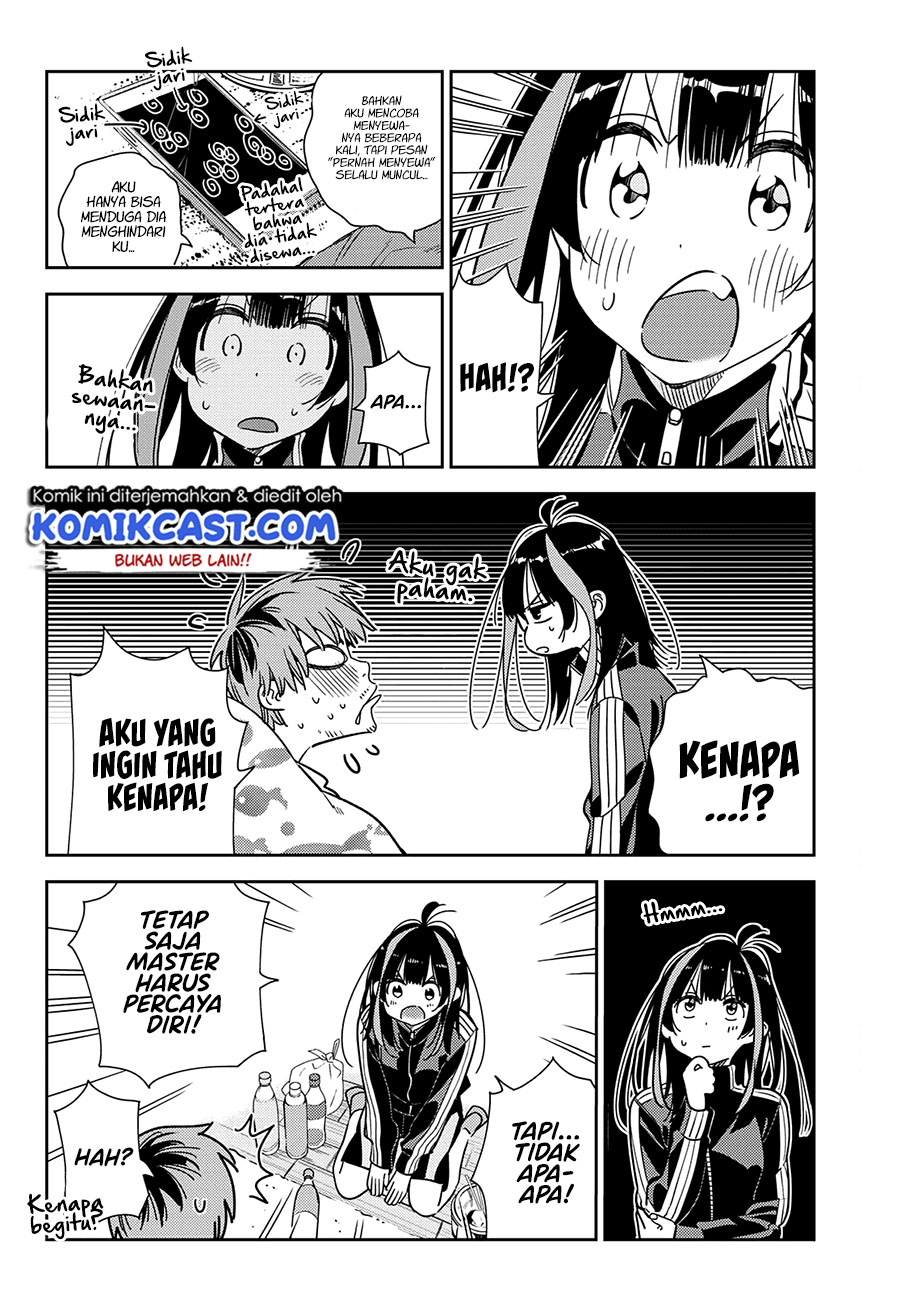 HAH!?
BAHKAN
AKU MENCOBA
MENYEWA-
NYA BEBERAPA
KALI, TAPI PESAN
"PERNAH MENYEWA"
SELALU MUNCUL...
Sidik
jari
Sidik
jari
Sidik
jari
Padahal
tertera
bahwa
dia tidak
disewa...
AKU
HANYA BISA
MENDUGA DIA
MENGHINDARI
KU...
APA...
Bahkan
sewaan-
nya...!
Komik ini diterjemahkan & diedit oleh
KOMIKCAST.COM
BUKAN WEB LAIN!!
KENAPA
...!?
Aku gak
paham.
AKU YANG
INGIN TAHU
KENAPA!
Hmmm...
TAPI...
TIDAK
APA-
APA!
TETAP
SAJA
MASTER
HARUS
PERCAYA
DIRI!
HAH?
Kenapa
begitu?